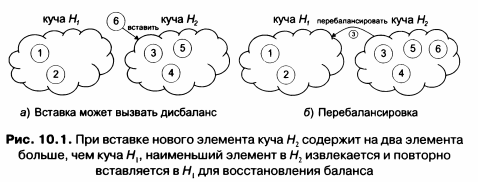 куча H₁ 6 вставить куча H₂
1 2 3 5 4
куча H₁ перебалансировать куча H₂
3
1 2 3 5 6 4
а) Вставка может вызвать дисбаланс
б) Перебалансировка
Рис. 10.1. При вставке нового элемента куча H₂ содержит на два элемента
больше, чем куча H₁, наименьший элемент в H₂ извлекается и повторно
вставляется в H₁ для восстановления баланса